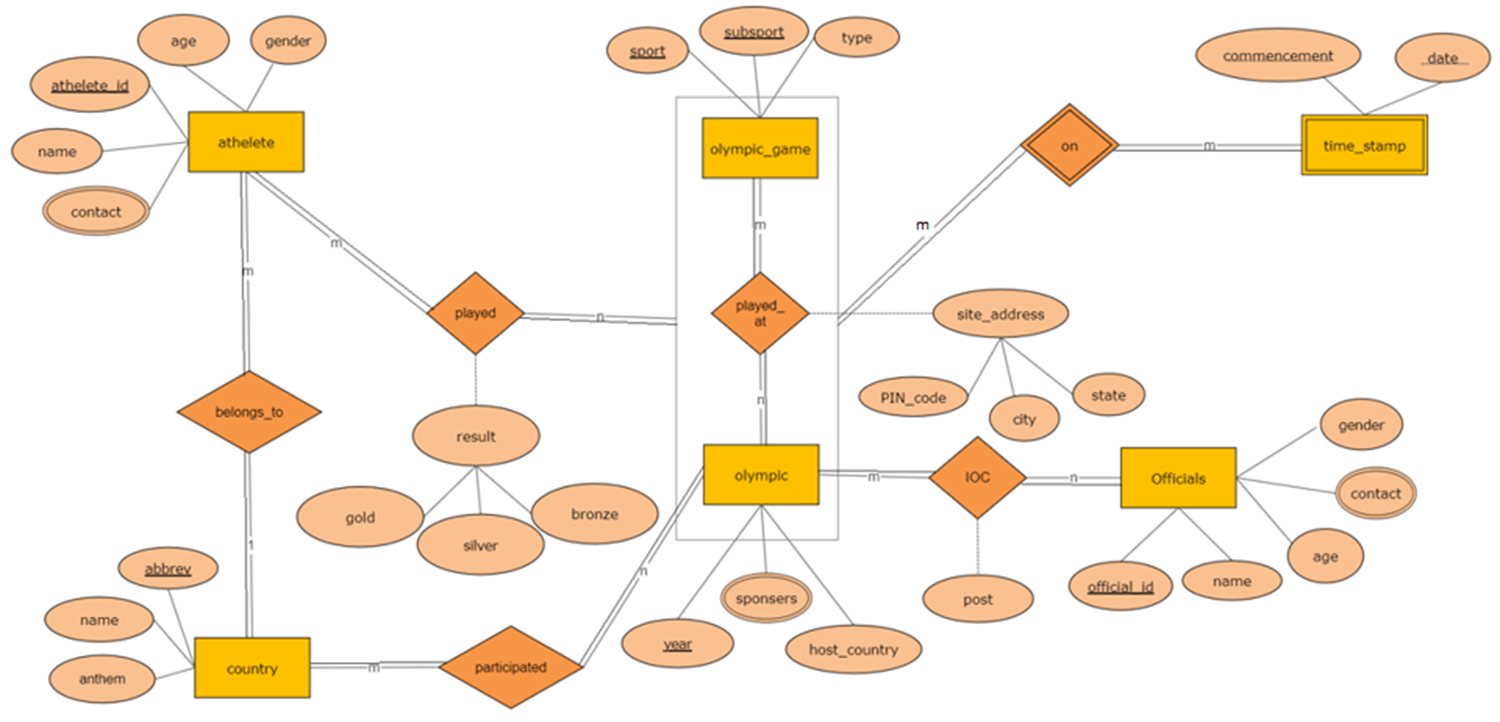 age
gender
athelete_id
athelete
name
contact
sport
subsport
type
olympic_game
commencement
date
on
m
time_stamp
m
m
m
m
played
n
played_
at
site_address
PIN_code
city
state
belongs_to
n
result
gold
silver
bronze
olympic
m
IOC
n
Officials
gender
contact
age
official_id
name
post
1
abbrev
name
anthem
country
m
participated
n
sponsers
year
host_country